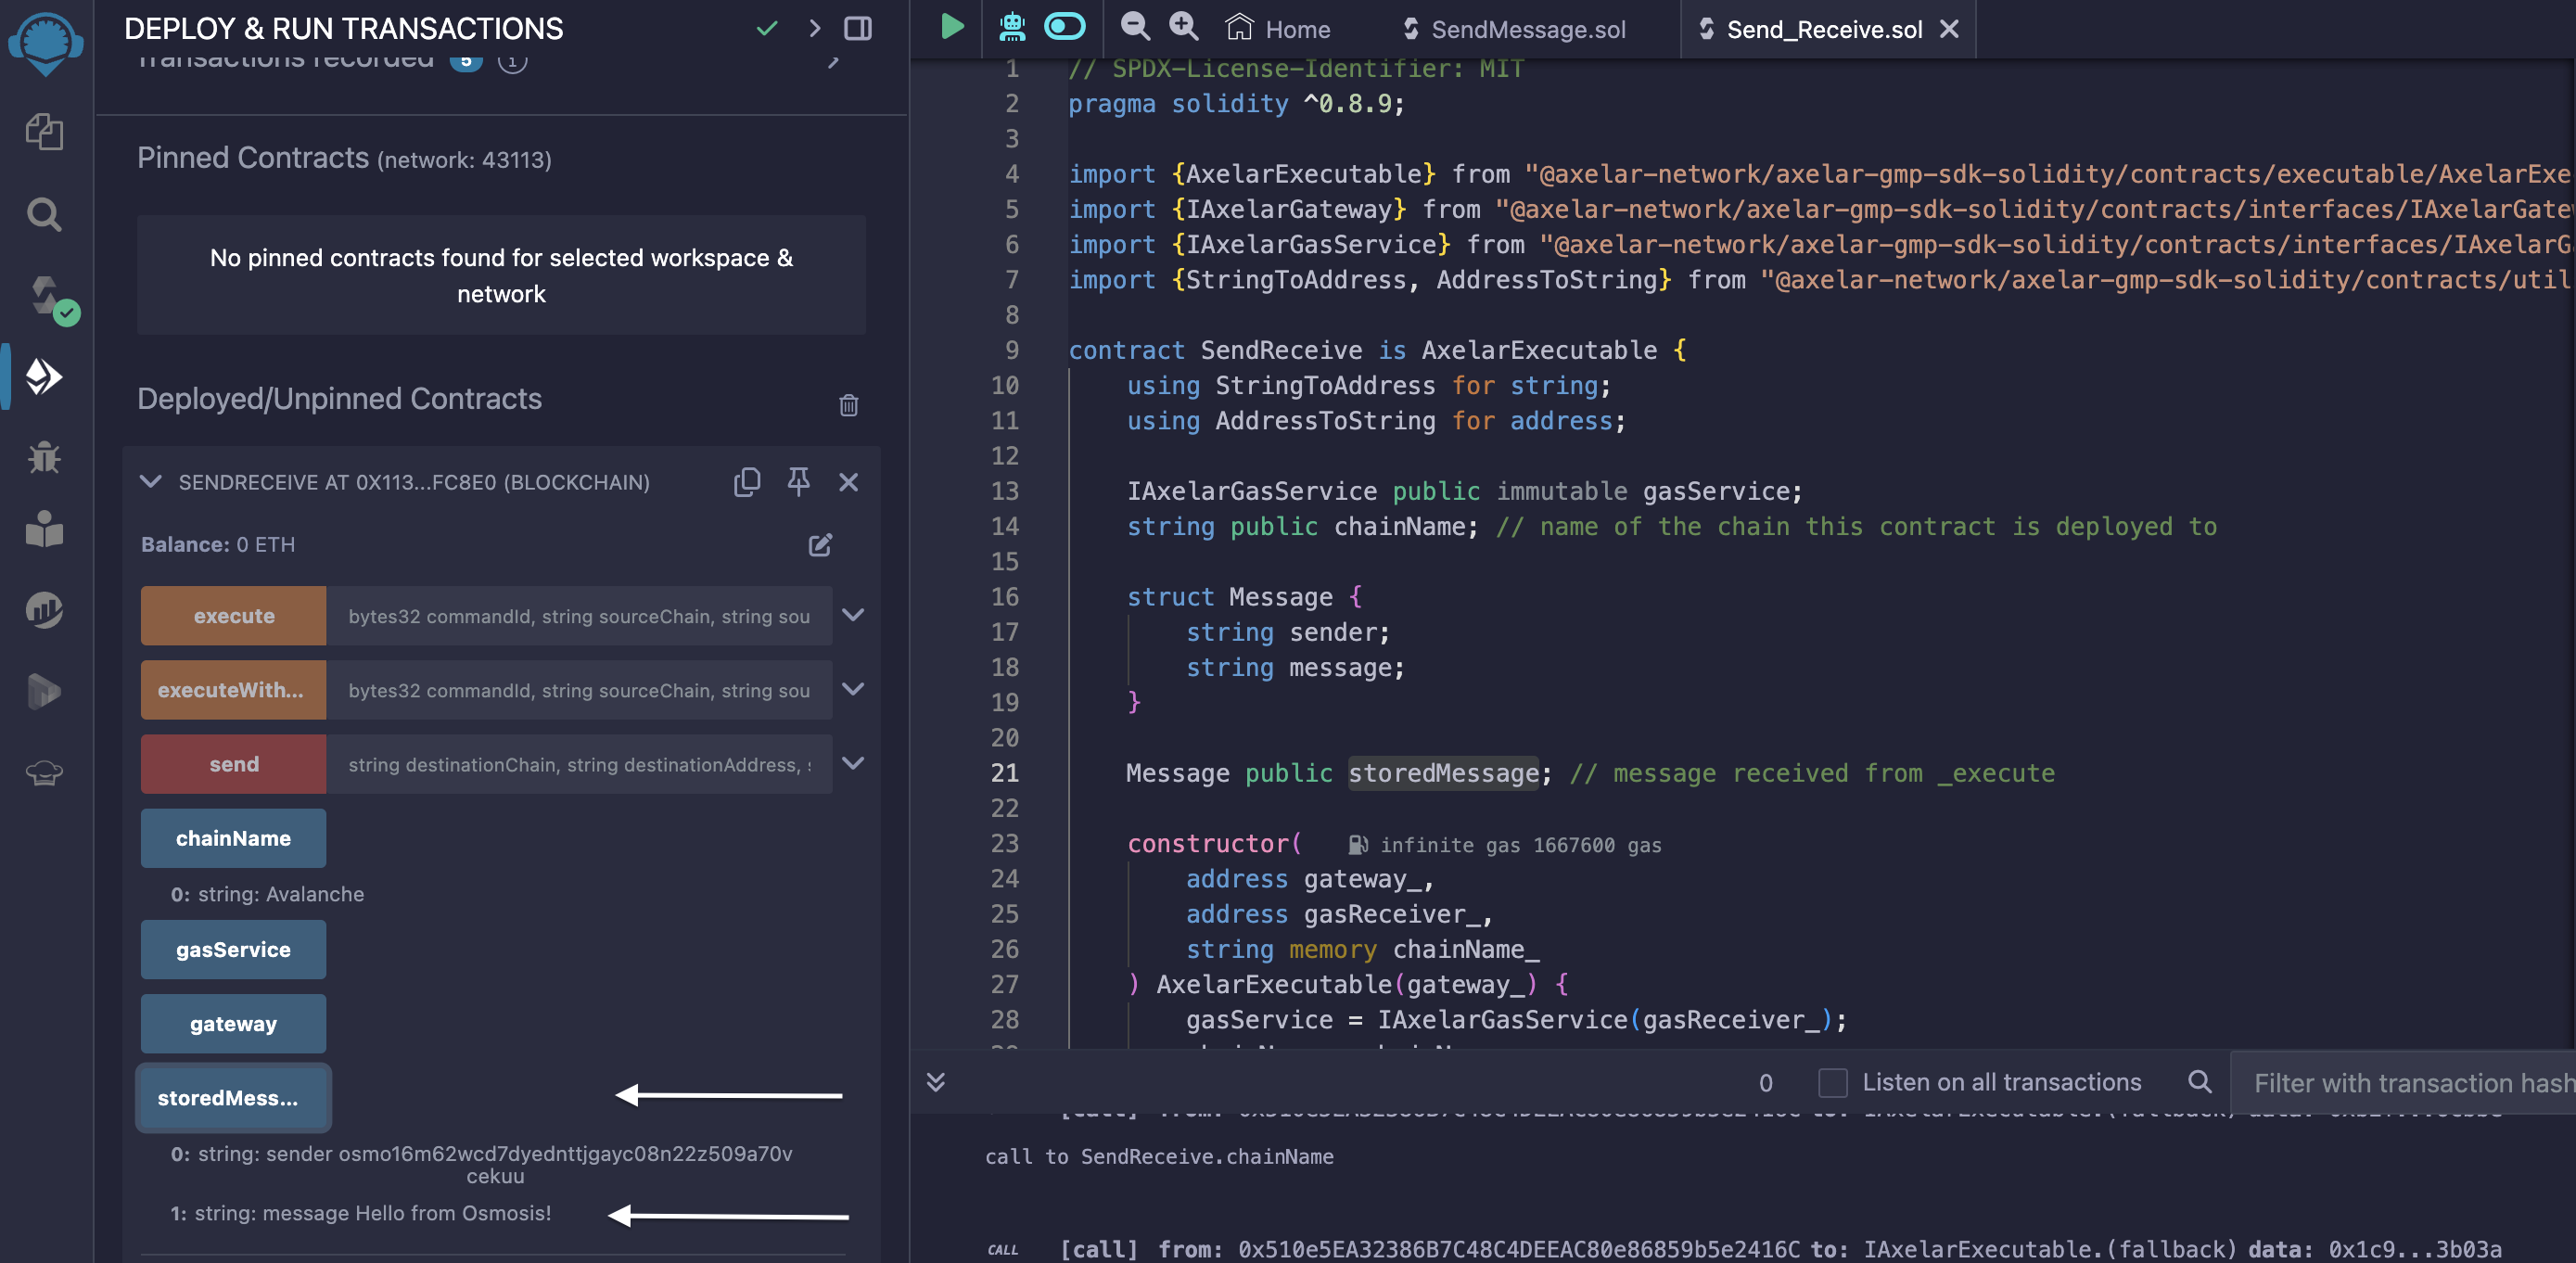 DEPLOY & RUN TRANSACTIONS
Transactions recorded 5 i
Pinned Contracts (network: 43113)
No pinned contracts found for selected workspace &
network
Deployed/Unpinned Contracts
SENDRECEIVE AT 0X113...FC8E0 (BLOCKCHAIN)
Balance: 0 ETH
execute bytes32 commandId, string sourceChain, string sou
executeWith... bytes32 commandId, string sourceChain, string sou
send string destinationChain, string destinationAddress, s
chainName
0: string: Avalanche
gasService
gateway
storedMess...
0: string: sender osmo16m62wcd7dyednttjgayc08n22z509a70v
cekuu
1: string: message Hello from Osmosis!
Home SendMessage.sol Send_Receive.sol
1 // SPDX-License-Identifier: MIT
2 pragma solidity ^0.8.9;
3
4 import {AxelarExecutable} from "@axelar-network/axelar-gmp-sdk-solidity/contracts/executable/AxelarExe
5 import {IAxelarGateway} from "@axelar-network/axelar-gmp-sdk-solidity/contracts/interfaces/IAxelarGate
6 import {IAxelarGasService} from "@axelar-network/axelar-gmp-sdk-solidity/contracts/interfaces/IAxelarG
7 import {StringToAddress, AddressToString} from "@axelar-network/axelar-gmp-sdk-solidity/contracts/util
8
9 contract SendReceive is AxelarExecutable {
10 using StringToAddress for string;
11 using AddressToString for address;
12
13 IAxelarGasService public immutable gasService;
14 string public chainName; // name of the chain this contract is deployed to
15
16 struct Message {
17 string sender;
18 string message;
19 }
20
21 Message public storedMessage; // message received from _execute
22
23 constructor( infinite gas 1667600 gas
24 address gateway_,
25 address gasReceiver_,
26 string memory chainName_
27 ) AxelarExecutable(gateway_) {
28 gasService = IAxelarGasService(gasReceiver_);
0 Listen on all transactions Filter with transaction hash
call to SendReceive.chainName
CALL [call] from: 0x510e5EA32386B7C48C4DEEAC80e86859b5e2416C to: IAxelarExecutable.(fallback) data: 0x1c9...3b03a